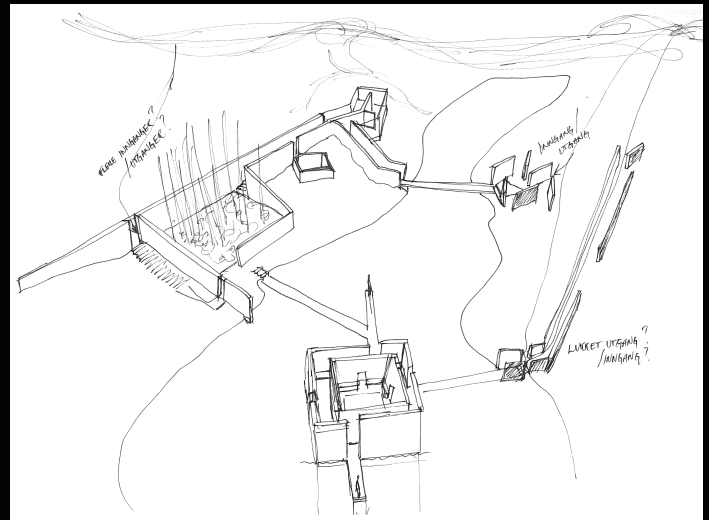 FLERE INNGANGER?
/UTGANGER?
INNGANG/
UTGANG
LUKKET UTGANG?
/INNGANG?